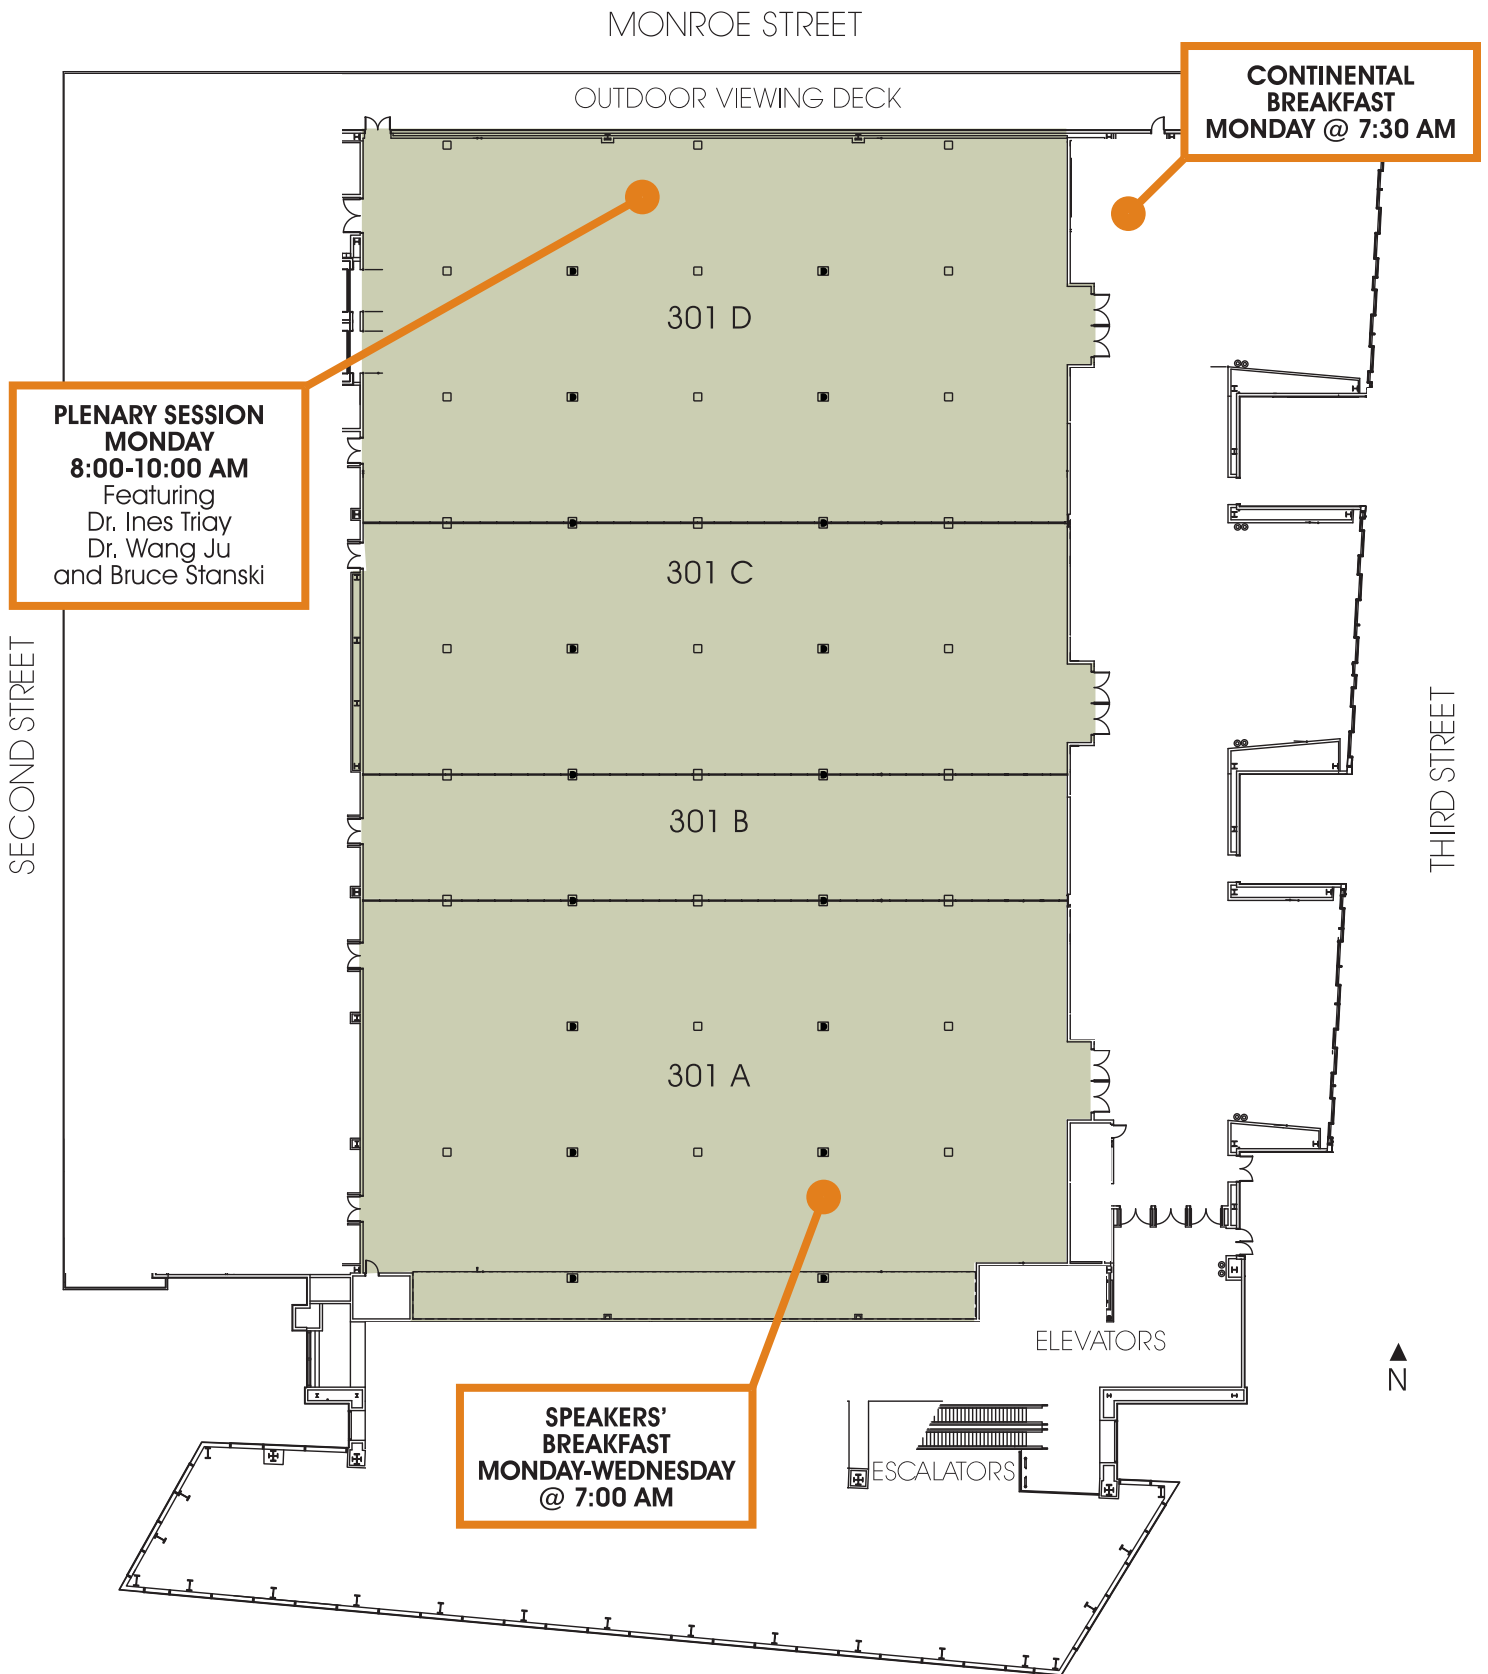 MONROE STREET
OUTDOOR VIEWING DECK
CONTINENTAL
BREAKFAST
MONDAY @ 7:30 AM
301 D
PLENARY SESSION
MONDAY
8:00-10:00 AM
Featuring
Dr. Ines Triay
Dr. Wang Ju
and Bruce Stanski
301 C
SECOND STREET
THIRD STREET
301 B
301 A
ELEVATORS
N
SPEAKERS'
BREAKFAST
MONDAY-WEDNESDAY
@ 7:00 AM
ESCALATORS